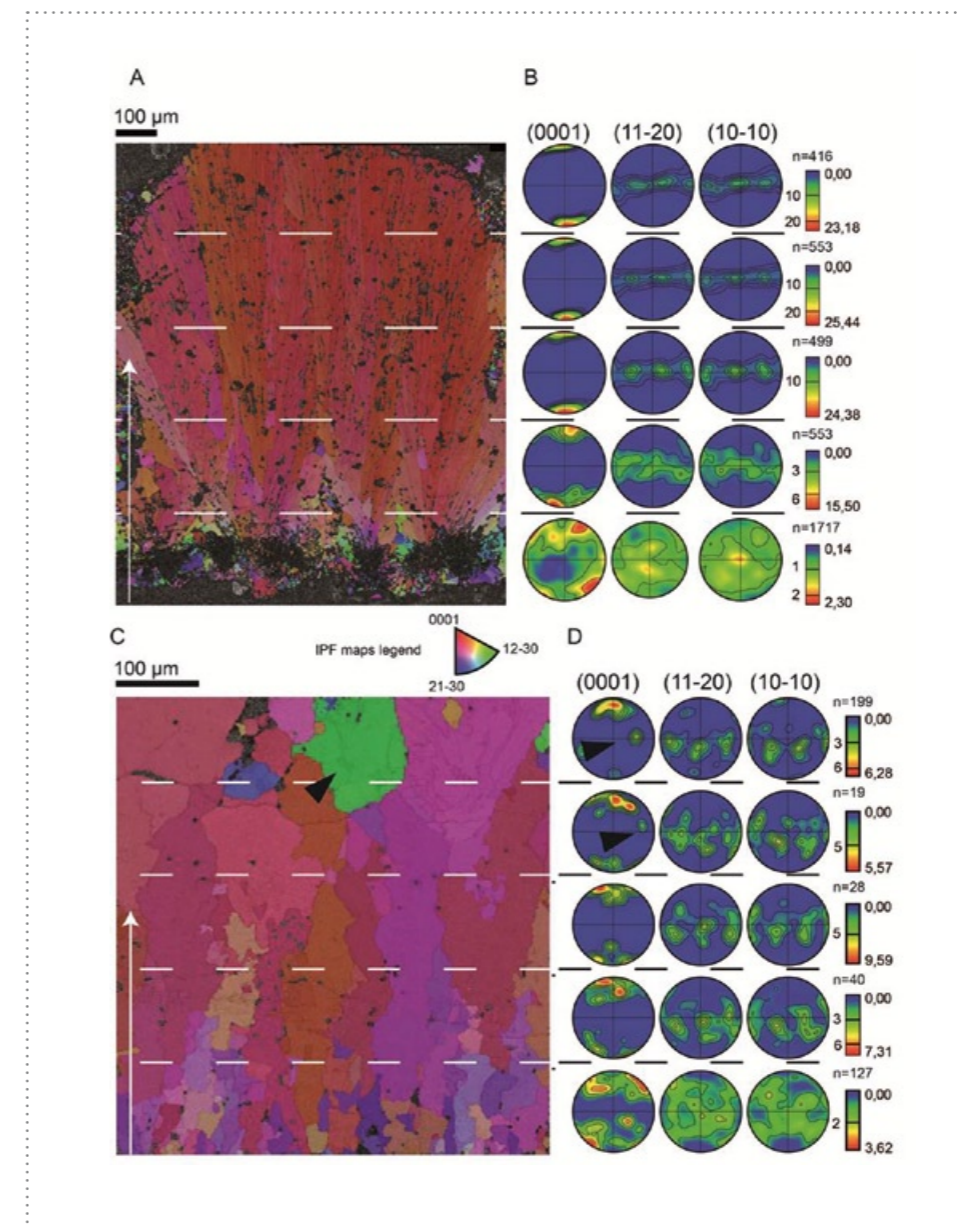 A
B
100 µm
(0001) (11-20) (10-10)
n=416
0,00
10
20
23,18
n=553
0,00
10
20
25,44
n=499
0,00
10
24,38
n=553
0,00
3
6
15,50
n=1717
0,14
1
2
2,30
C
0001
IPF maps legend
12-30
21-30
D
100 µm
(0001) (11-20) (10-10)
n=199
0,00
3
6
6,28
n=19
0,00
5
5,57
n=28
0,00
5
9,59
n=40
0,00
3
6
7,31
n=127
0,00
2
3,62